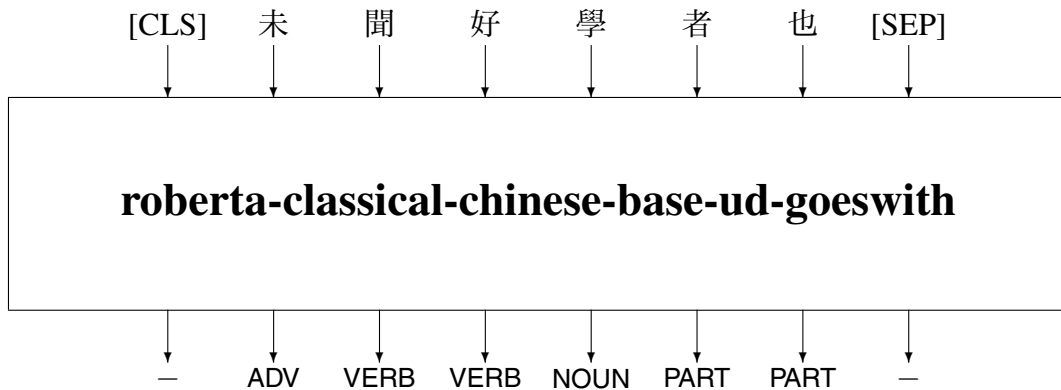 [CLS] 未 聞 好 學 者 也 [SEP]
roberta-classical-chinese-base-ud-goeswith
– ADV VERB VERB NOUN PART PART –